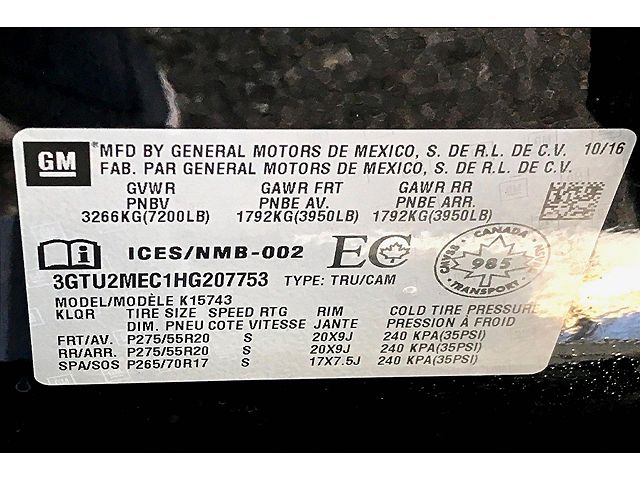 GM
*MFD BY GENERAL MOTORS DE MEXICO, S. DE R.L. DE C.V. 10/16
FAB. PAR GENERAL MOTORS DE MEXICO, S. DE R.L. DE C.V.
GVWR GAWR FRT GAWR RR
PNBV PNBE AV. PNBE ARR.
3266KG(7200LB) 1792KG(3950LB) 1792KG(3950LB)
ICES/NMB-002 EC
CANADA
CMVSS NSVAC
985
TRANSPORT
3GTU2MEC1HG207753 TYPE: TRU/CAM
MODEL/MODÈLE K15743
KLQR TIRE SIZE SPEED RTG RIM COLD TIRE PRESSURE
DIM. PNEU COTE VITESSE JANTE PRESSION À FROID
FRT/AV. P275/55R20 S 20X9J 240 KPA(35PSI)
RR/ARR. P275/55R20 S 20X9J 240 KPA(35PSI)
SPA/SOS P265/70R17 S 17X7.5J 240 KPA(35PSI)